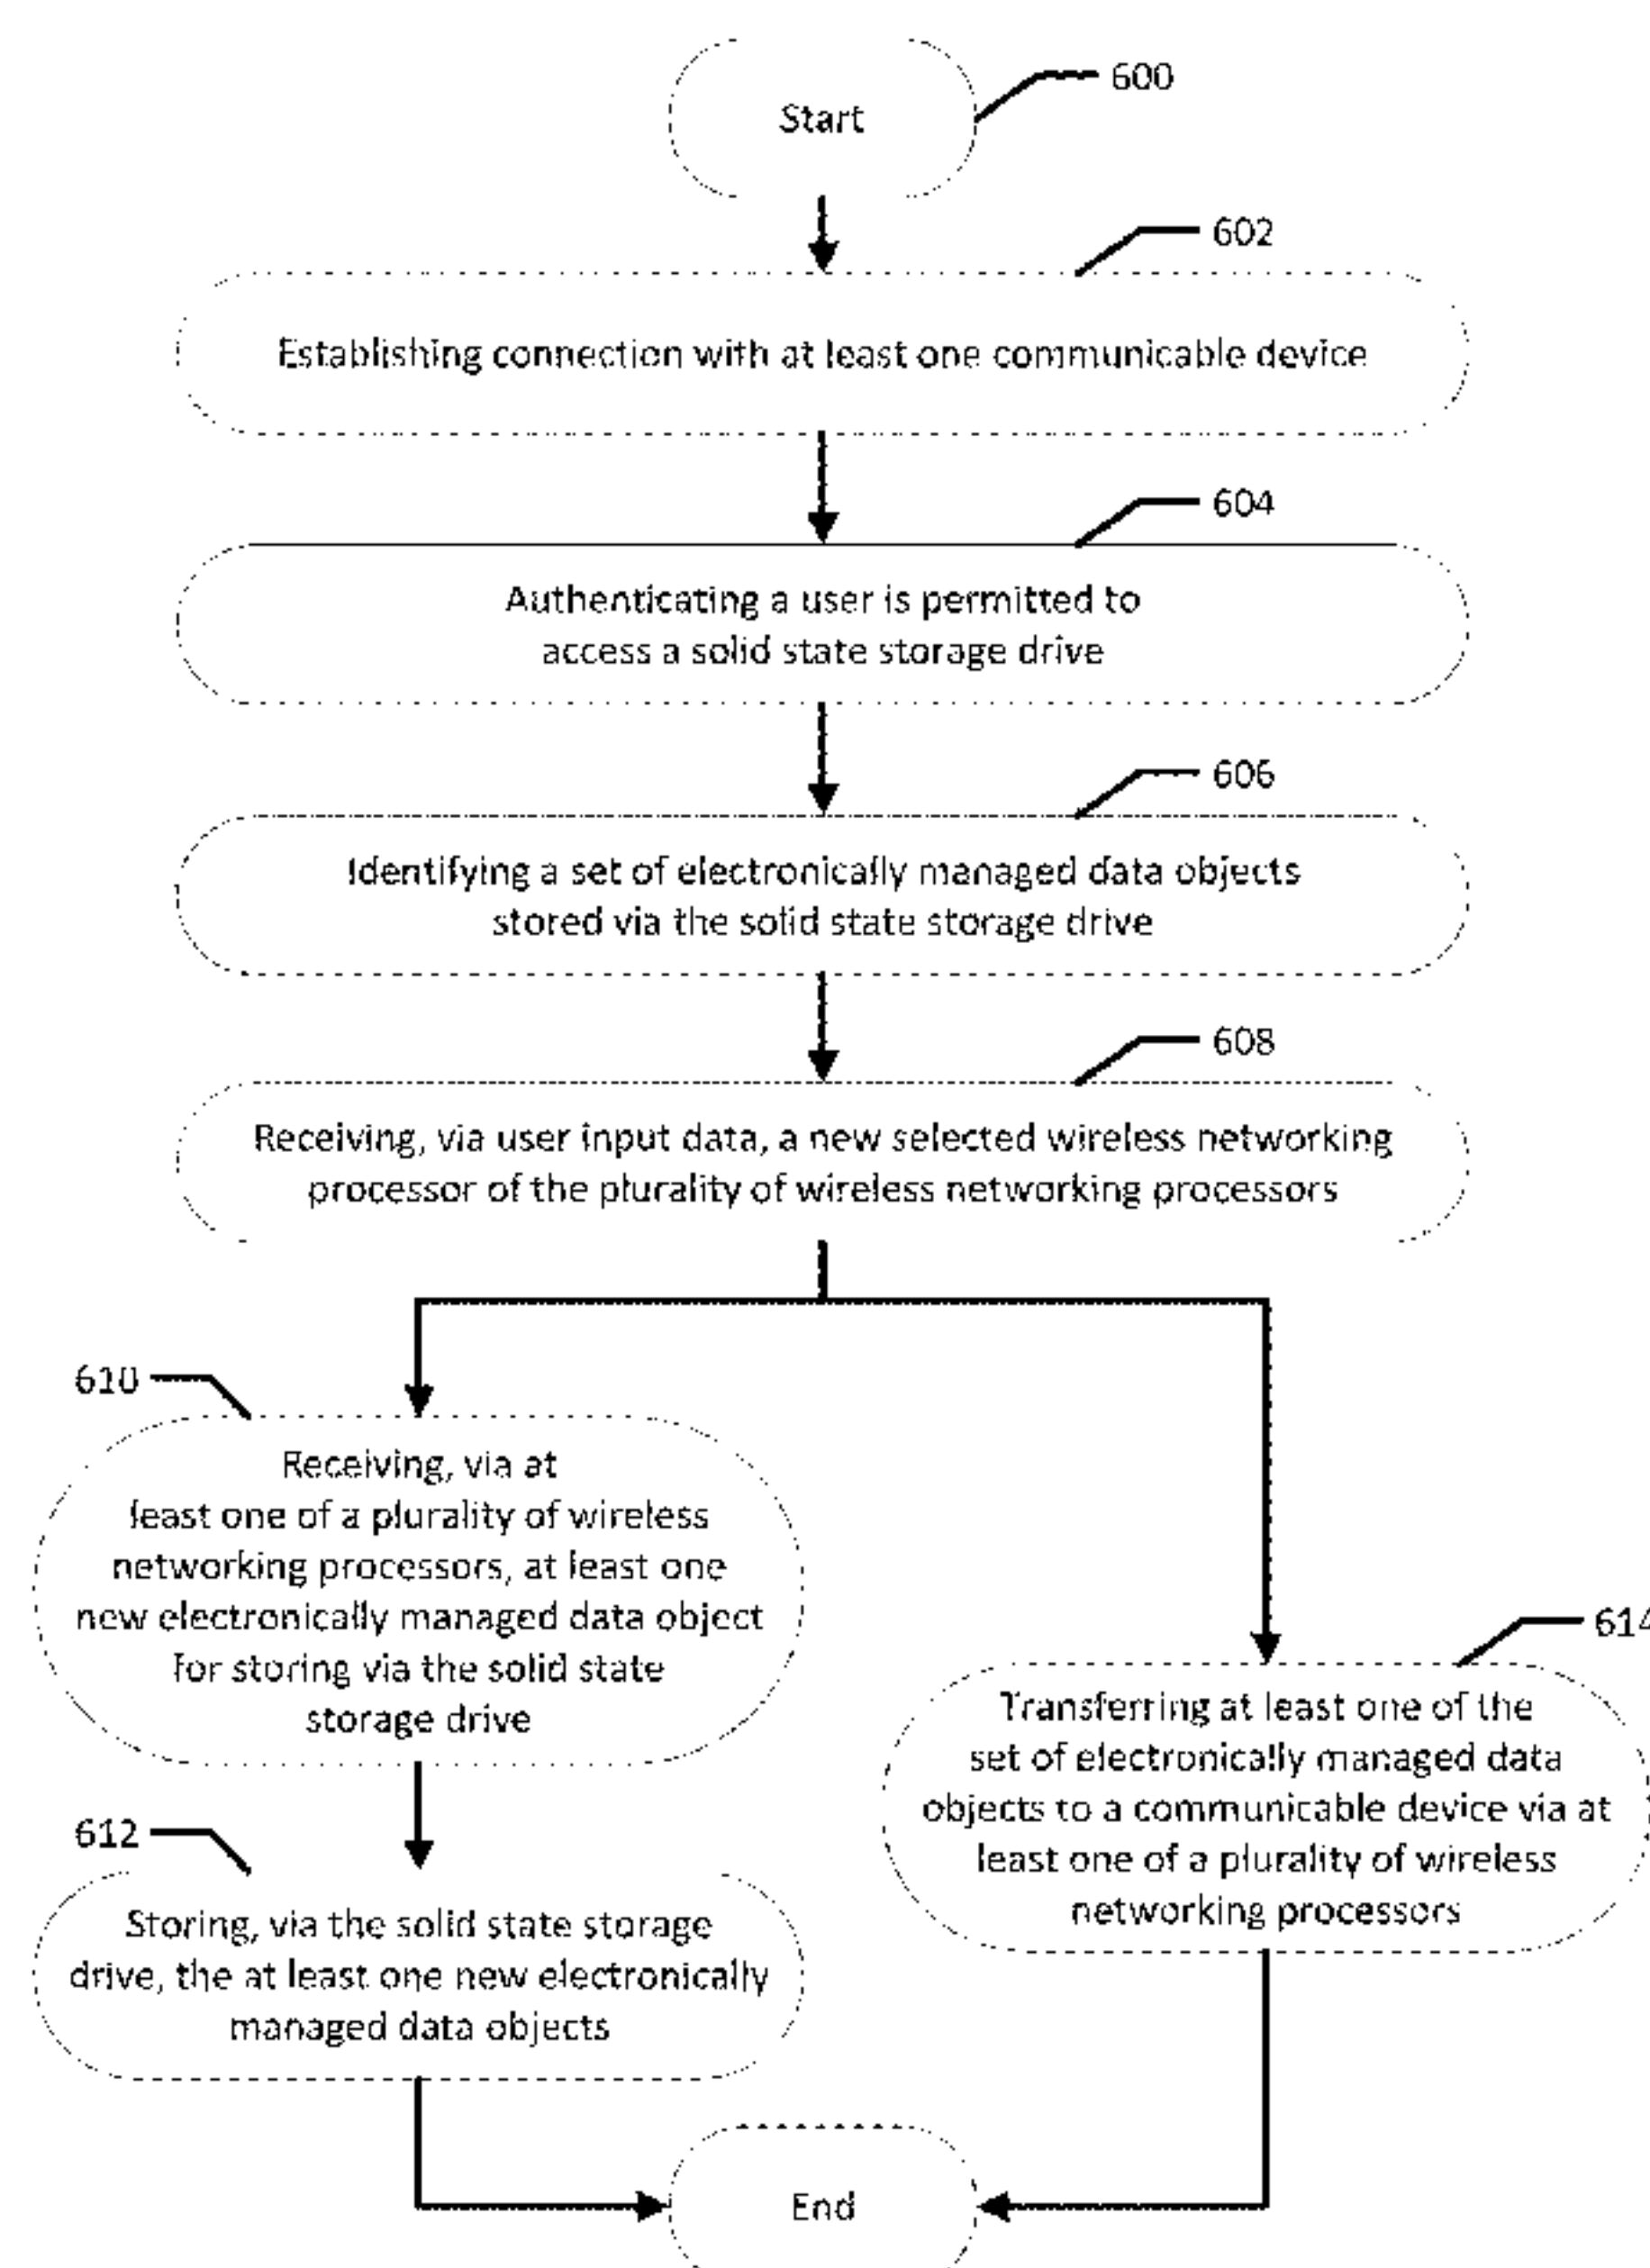 Start
600
602
Establishing connection with at least one communicable device
604
Authenticating a user is permitted to
access a solid state storage drive
606
Identifying a set of electronically managed data objects
stored via the solid state storage drive
608
Receiving, via user input data, a new selected wireless networking
processor of the plurality of wireless networking processors
610
Receiving, via at
least one of a plurality of wireless
networking processors, at least one
new electronically managed data object
for storing via the solid state
storage drive
612
Storing, via the solid state storage
drive, the at least one new electronically
managed data objects
614
Transferring at least one of the
set of electronically managed data
objects to a communicable device via at
least one of a plurality of wireless
networking processors
End